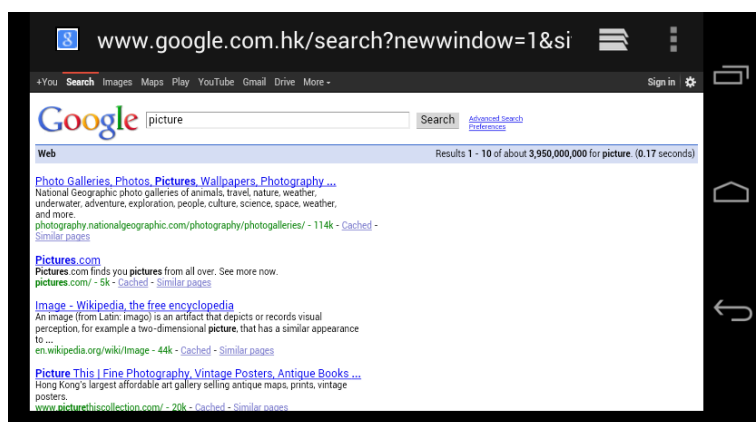 8 www.google.com.hk/search?newwindow=1&si
+You Search Images Maps Play YouTube Gmail Drive More Sign in
Google picture Search Advanced Search
Preferences
Web Results 1 - 10 of about 3,950,000,000 for picture. (0.17 seconds)
Photo Galleries, Photos, Pictures, Wallpapers, Photography ...
National Geographic photo galleries of animals, travel, nature, weather,
underwater, adventure, exploration, people, culture, science, space, weather,
and more.
photography.nationalgeographic.com/photography/photogalleries/ - 114k - Cached -
Similar pages
Pictures.com
Pictures.com finds you pictures from all over. See more now.
pictures.com/ - 5k - Cached - Similar pages
Image - Wikipedia, the free encyclopedia
An image (from Latin: imago) is an artifact that depicts or records visual
perception, for example a two-dimensional picture, that has a similar appearance
to ...
en.wikipedia.org/wiki/Image - 44k - Cached - Similar pages
Picture This | Fine Photography, Vintage Posters, Antique Books ...
Hong Kong's largest affordable art gallery selling antique maps, prints, vintage
posters.
www.picturethiscollection.com/ - 20k - Cached - Similar pages